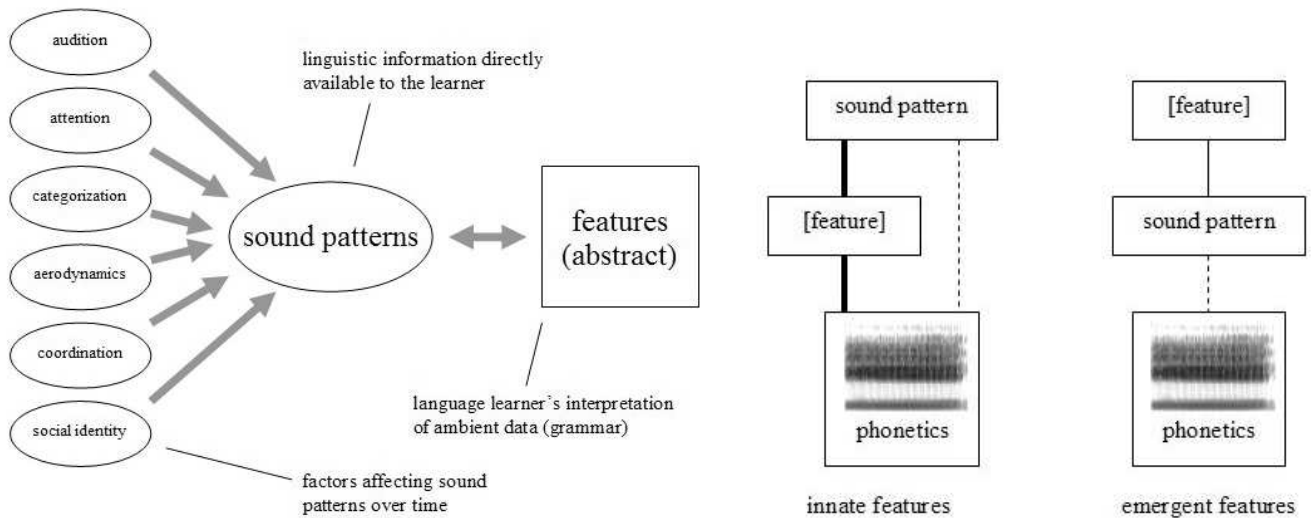 audition
attention
categorization
aerodynamics
coordination
social identity
linguistic information directly
available to the learner
sound patterns
features
(abstract)
language learner’s interpretation
of ambient data (grammar)
factors affecting sound
patterns over time
sound pattern
[feature]
phonetics
innate features
[feature]
sound pattern
phonetics
emergent features